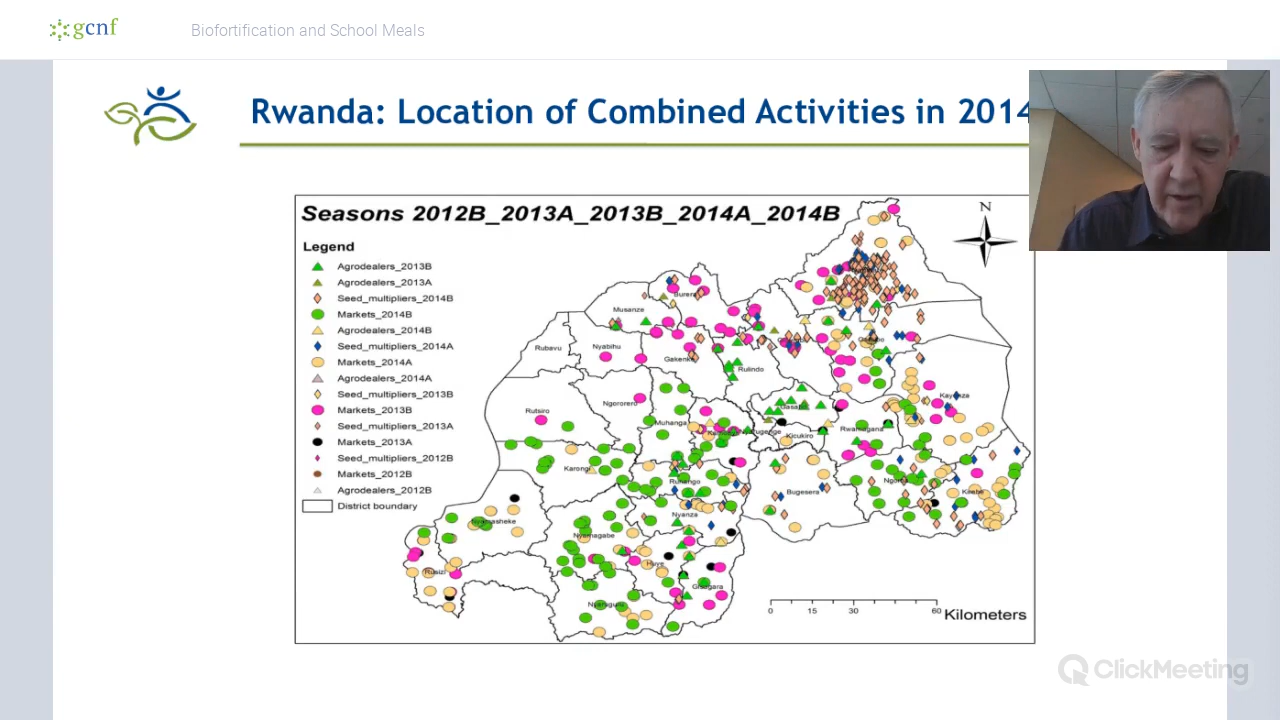 gcnf
Biofortification and School Meals
Rwanda: Location of Combined Activities in 2014
Seasons 2012B_2013A_2013B_2014A_2014B
N
Legend
Agrodealers_2013B
Agrodealers_2013A
Seed_multipliers_2014B
Markets_2014B
Agrodealers_2014B
Seed_multipliers_2014A
Markets_2014A
Agrodealers_2014A
Seed_multipliers_2013B
Markets_2013B
Seed_multipliers_2013A
Markets_2013A
Seed_multipliers_2012B
Markets_2012B
Agrodealers_2012B
District boundary
Burera
Musanze
Rubavu
Nyabihu
Gakenke
Rulindo
Rutsiro
Ngororero
Kayonza
Muhanga
Rwamagana
Kicukiro
Karongi
Ruhango
Bugesera
Ngoma
Kirehe
Nyamasheke
Nyanza
Nyamagabe
Huye
Rusizi
Gisagara
Nyaruguru
0 15 30 60 Kilometers
ClickMeeting